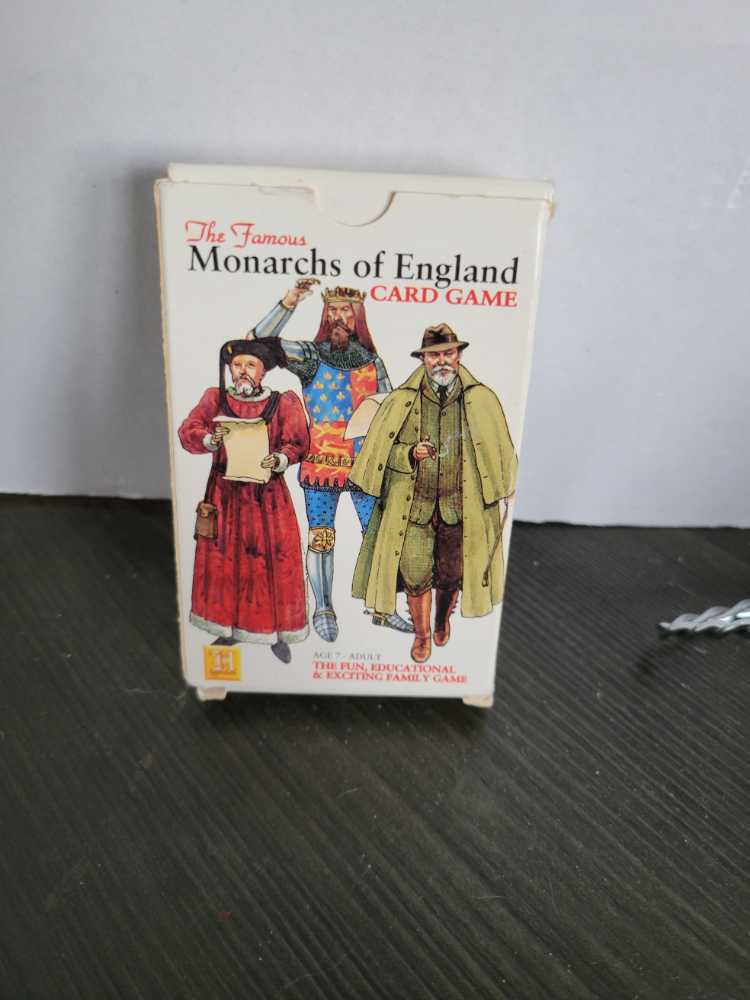 The Famous
Monarchs of England
CARD GAME
AGE 7 - ADULT
THE FUN, EDUCATIONAL
& EXCITING FAMILY GAME
H